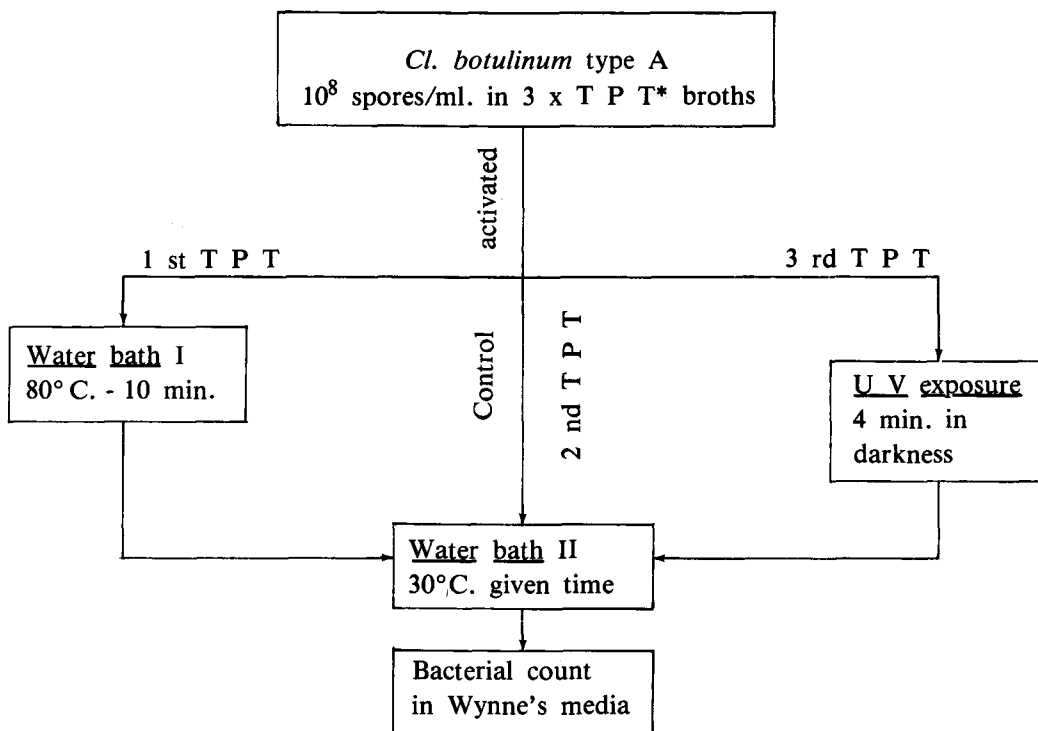 Cl. botulinum type A
10⁸ spores/ml. in 3 x T P T* broths
activated
1 st T P T
3 rd T P T
Water bath I
80° C. - 10 min.
Control
2 nd T P T
U V exposure
4 min. in
darkness
Water bath II
30°C. given time
Bacterial count
in Wynne's media